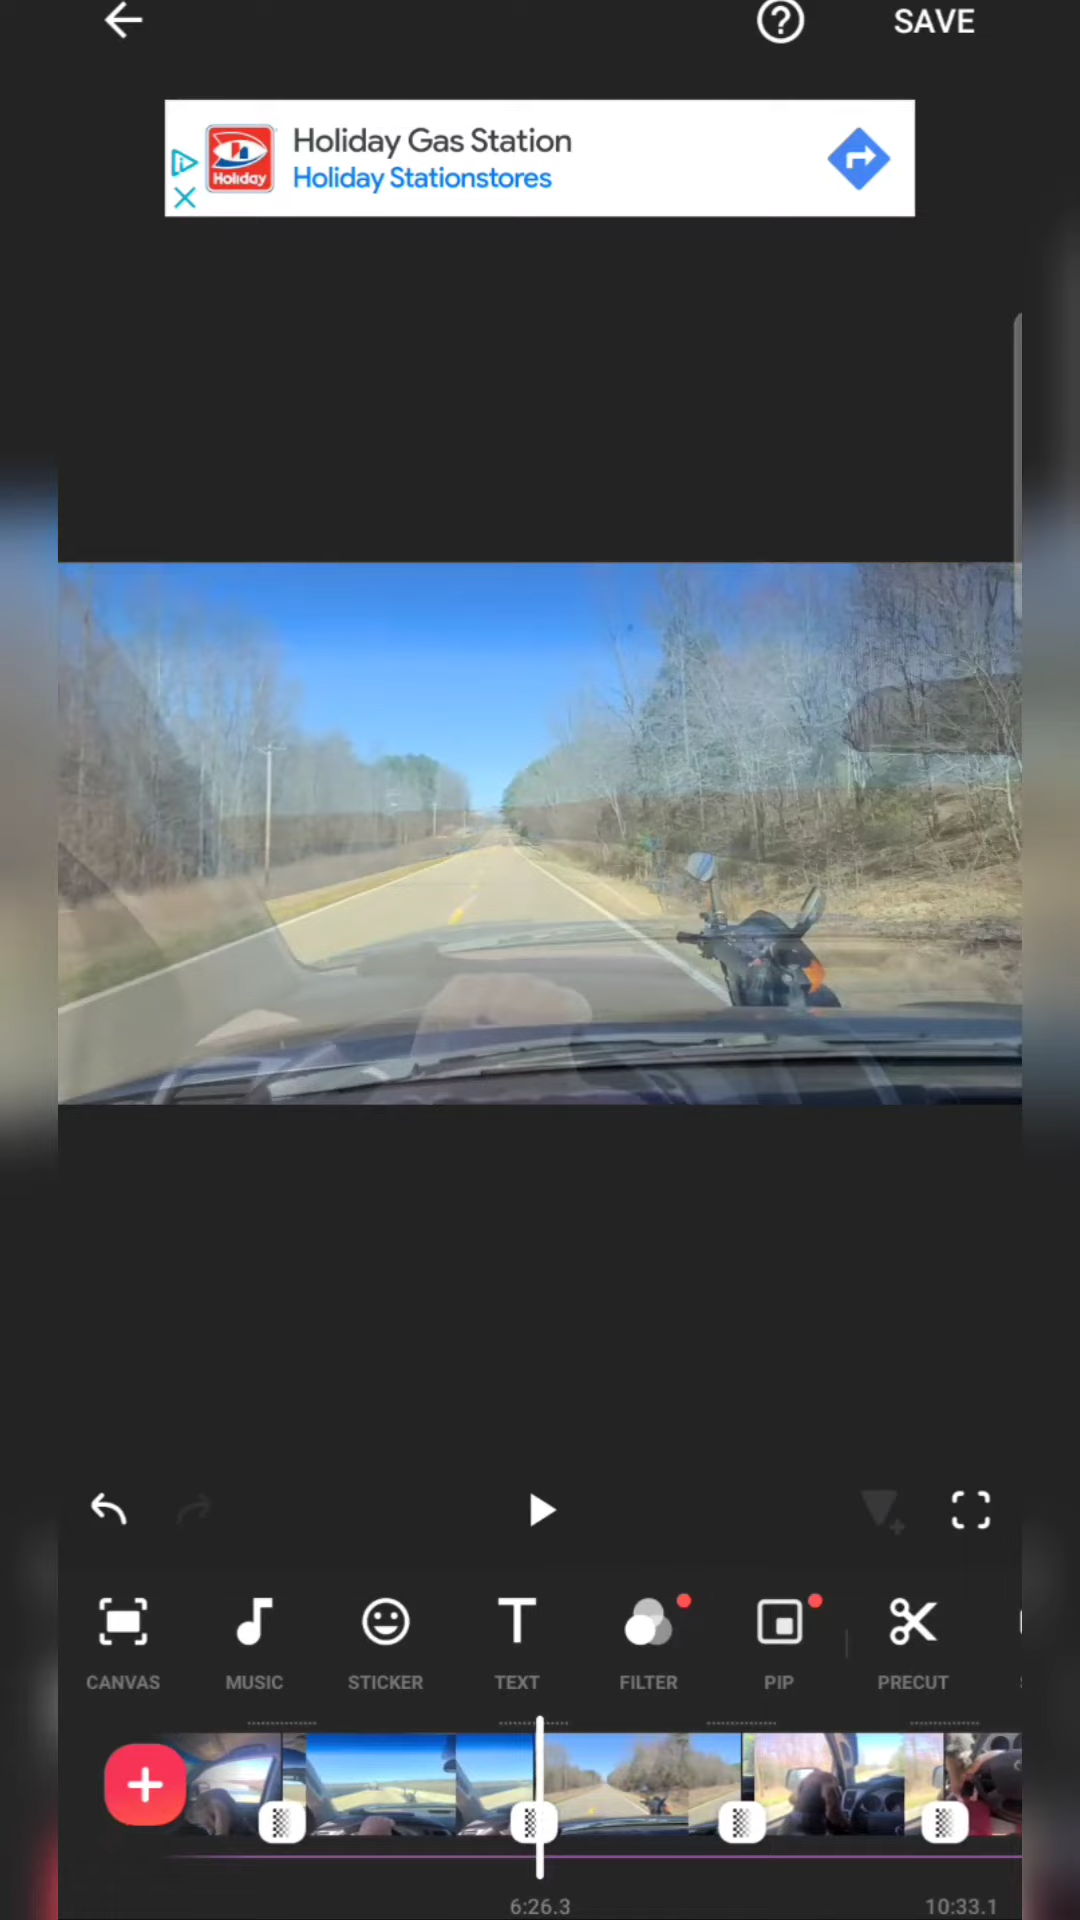 SAVE
Holiday Gas Station
Holiday Stationstores
Holiday
CANVAS
MUSIC
STICKER
TEXT
FILTER
PIP
PRECUT
6:26.3
10:33.1